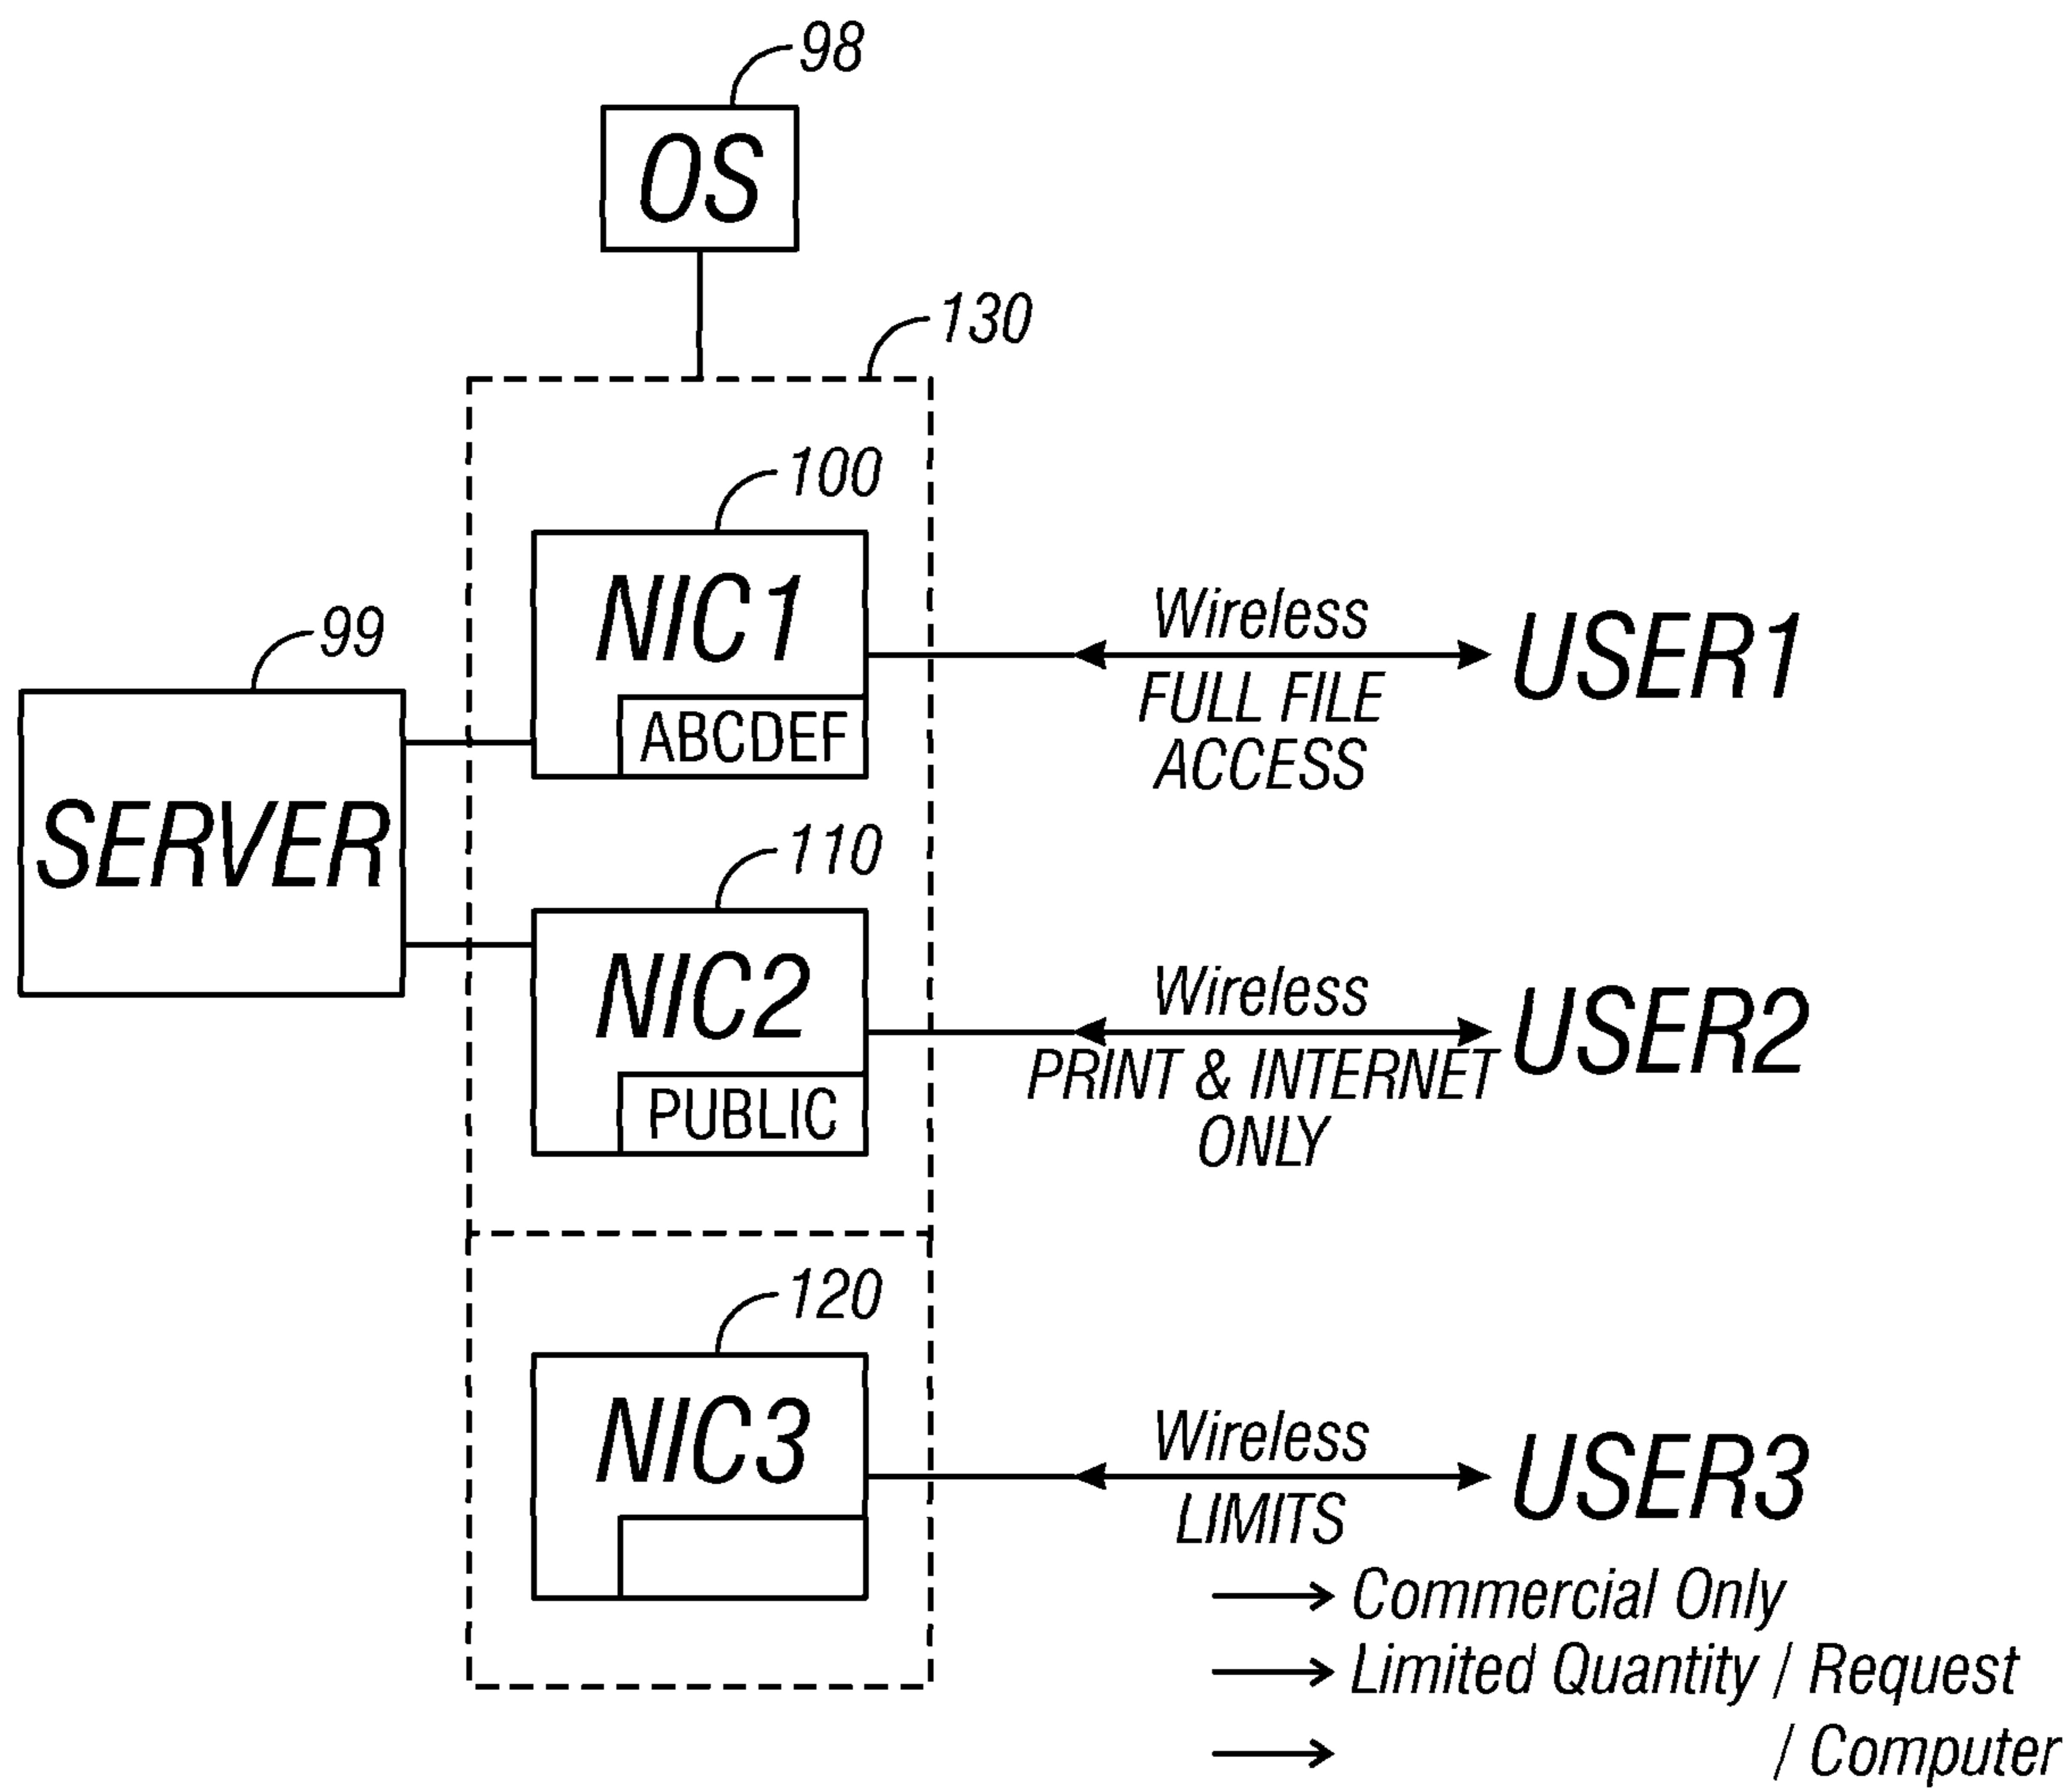 98
OS
130
100
NIC1
ABCDEF
Wireless
FULL FILE
ACCESS
USER1
99
SERVER
110
NIC2
PUBLIC
Wireless
PRINT & INTERNET
ONLY
USER2
120
NIC3
Wireless
LIMITS
USER3
Commercial Only
Limited Quantity / Request
/ Computer